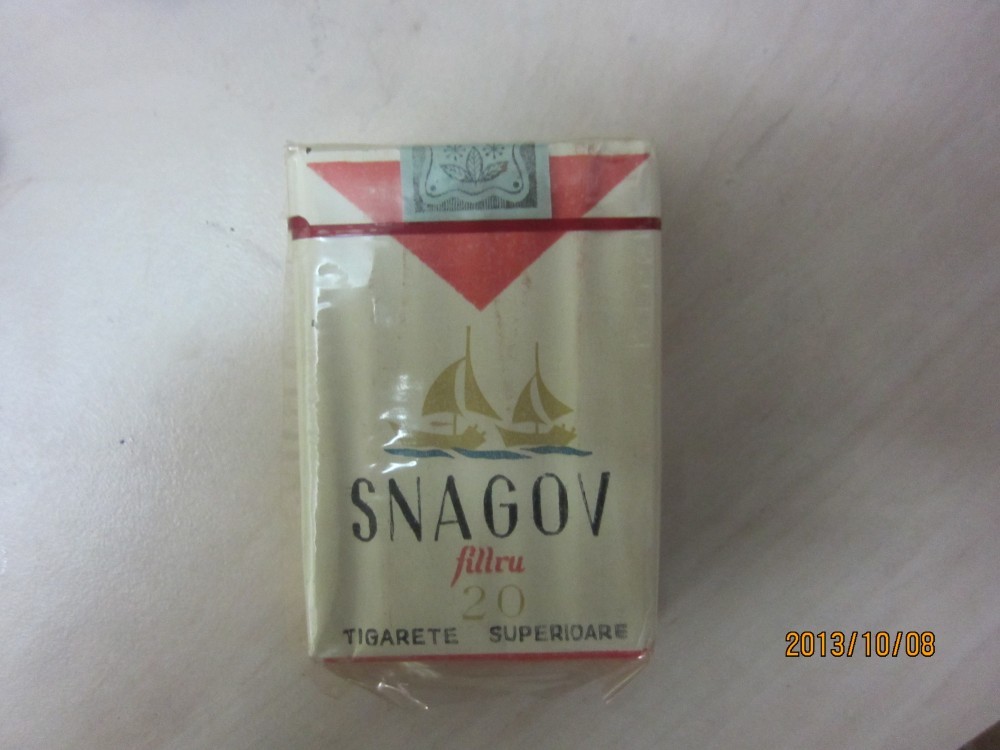 SNAGOV
filtru
20
TIGARETE SUPERIOARE
2013/10/08